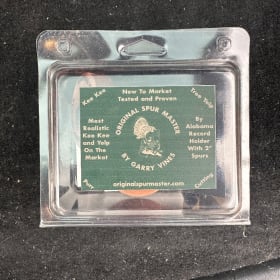 Kee Kee
New To Market
Tested and Proven
Tree Yelp
ORIGINAL SPUR MASTER
BY GARRY VINES
Most
Realistic
Kee Kee
and Yelp
On The
Market
By
Alabama
Record
Holder
With 2"
Spurs
Purr
originalspurmaster.com
Cutting